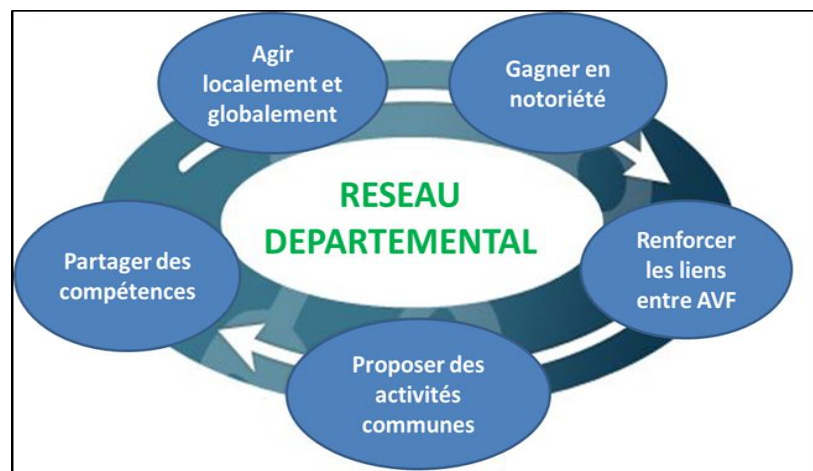 Agir
localement et
globalement
Gagner en
notoriété
RESEAU
DEPARTEMENTAL
Partager des
compétences
Renforcer
les liens
entre AVF
Proposer des
activités
communes